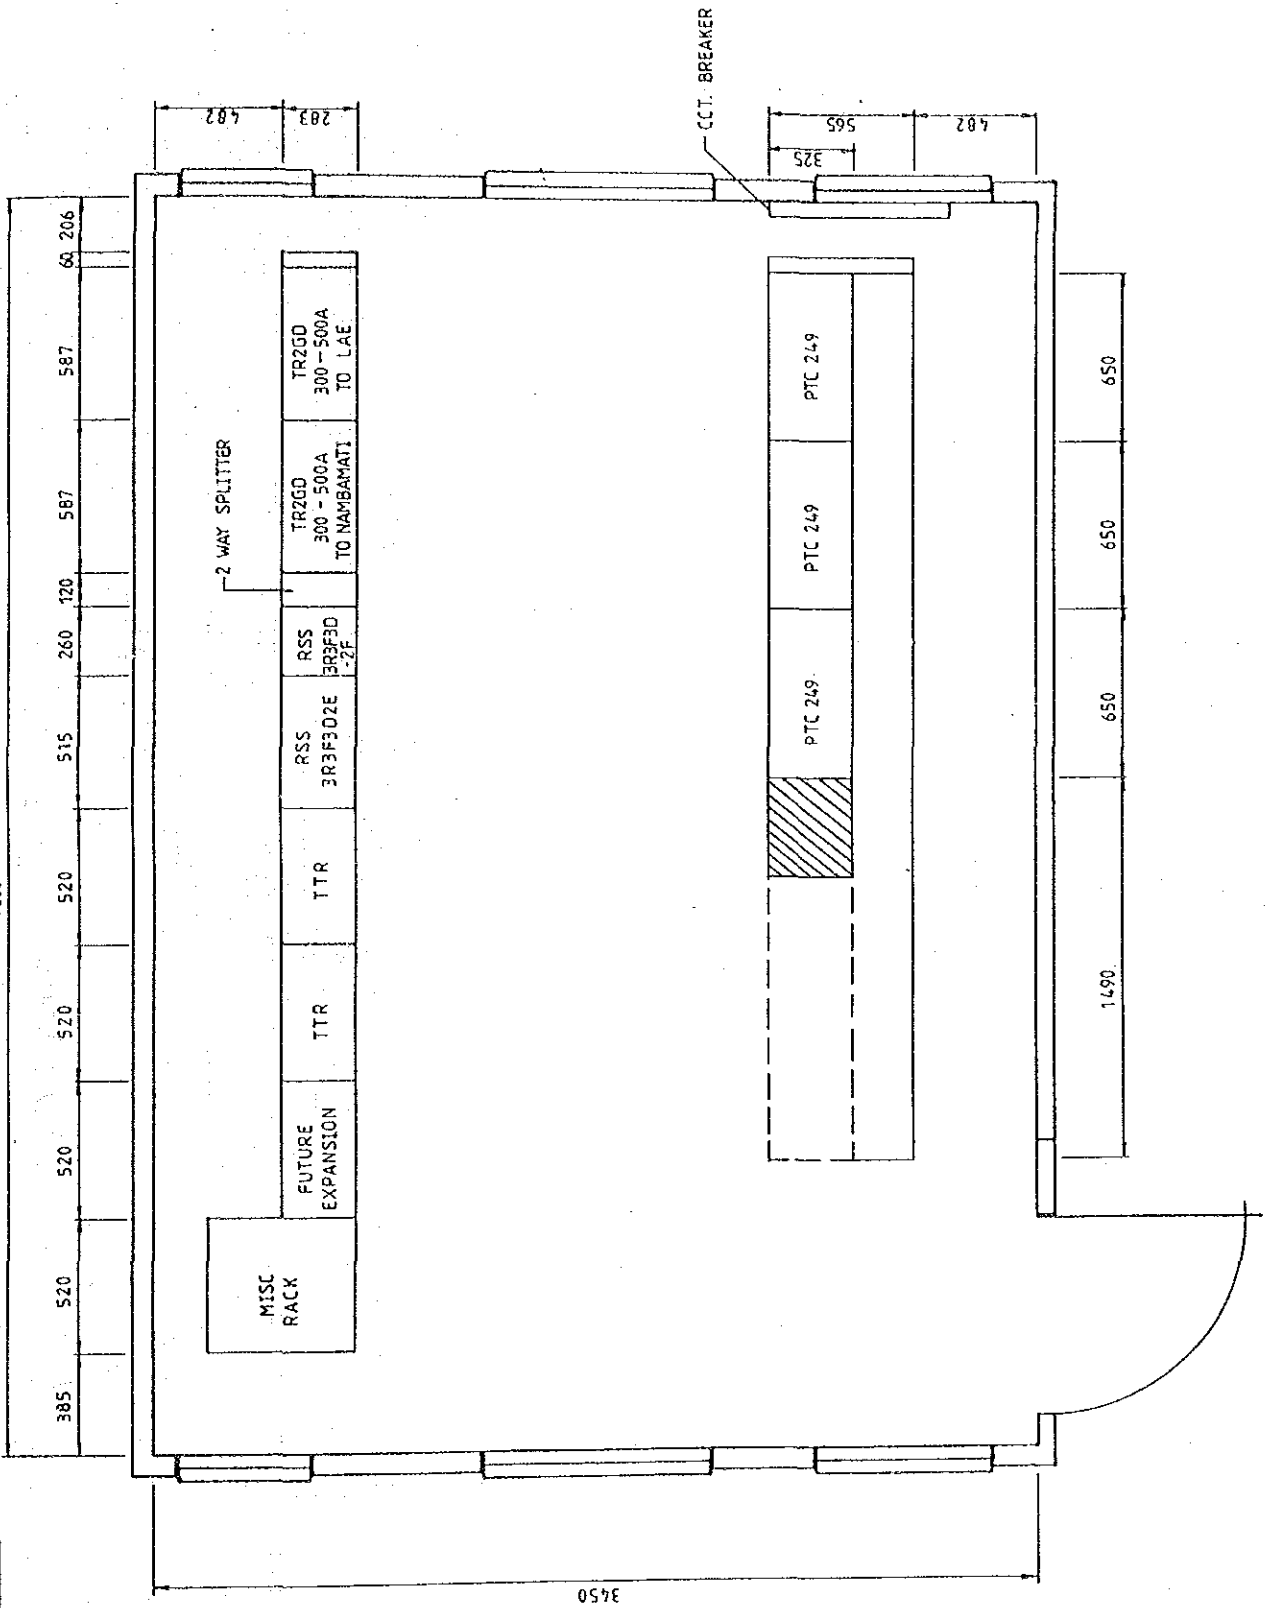 CCT. BREAKER
482
283
565
325
482
206
60
587
587
120
260
515
520
520
520
520
385
2 WAY SPLITTER
TR2GD
300-500A
TO LAE
TR2GD
300-500A
TO NAMBAMATI
RSS
3R3F3D
-2F
RSS
3R3F3D2E
TTR
TTR
FUTURE
EXPANSION
MISC
RACK
PTC 249
PTC 249
PTC 249
650
650
650
1490
3450